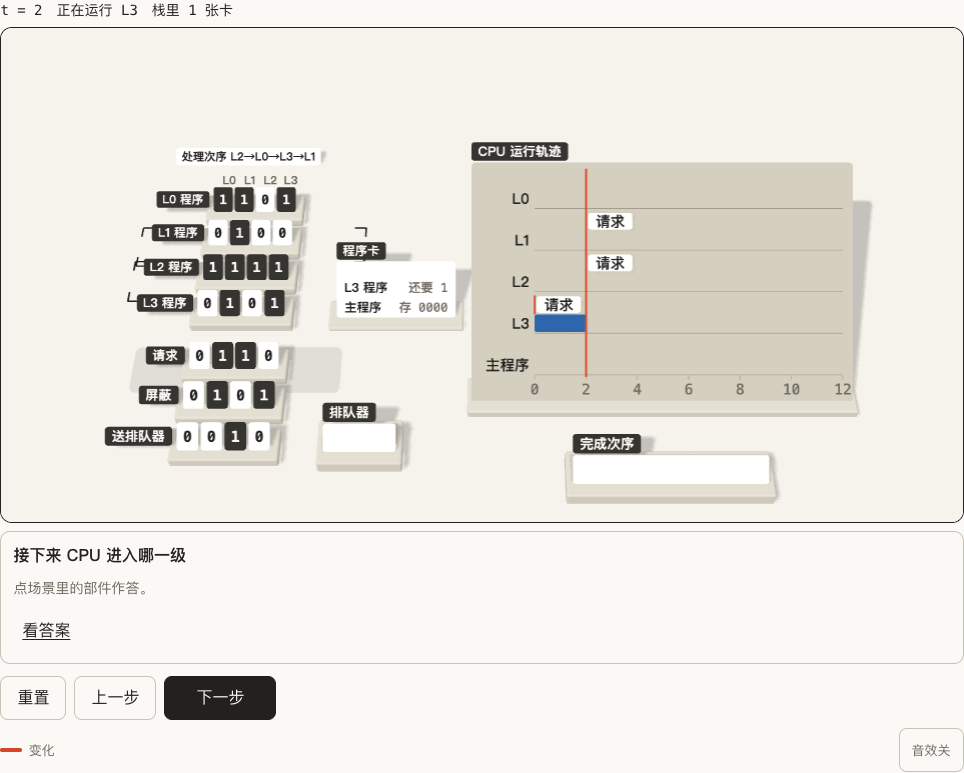 t = 2 正在运行 L3 栈里 1 张卡
处理次序 L2→L0→L3→L1
L0 L1 L2 L3
L0 程序 1 1 0 1
L1 程序 0 1 0 0
L2 程序 1 1 1 1
L3 程序 0 1 0 1
请求 0 1 1 0
屏蔽 0 1 0 1
送排队器 0 0 1 0
程序卡
L3 程序 还要 1
主程序 存 0000
排队器
CPU 运行轨迹
L0
请求
L1
请求
L2
请求
L3
主程序
0 2 4 6 8 10 12
完成次序
接下来 CPU 进入哪一级
点场景里的部件作答。
看答案
重置 上一步 下一步
变化
音效关